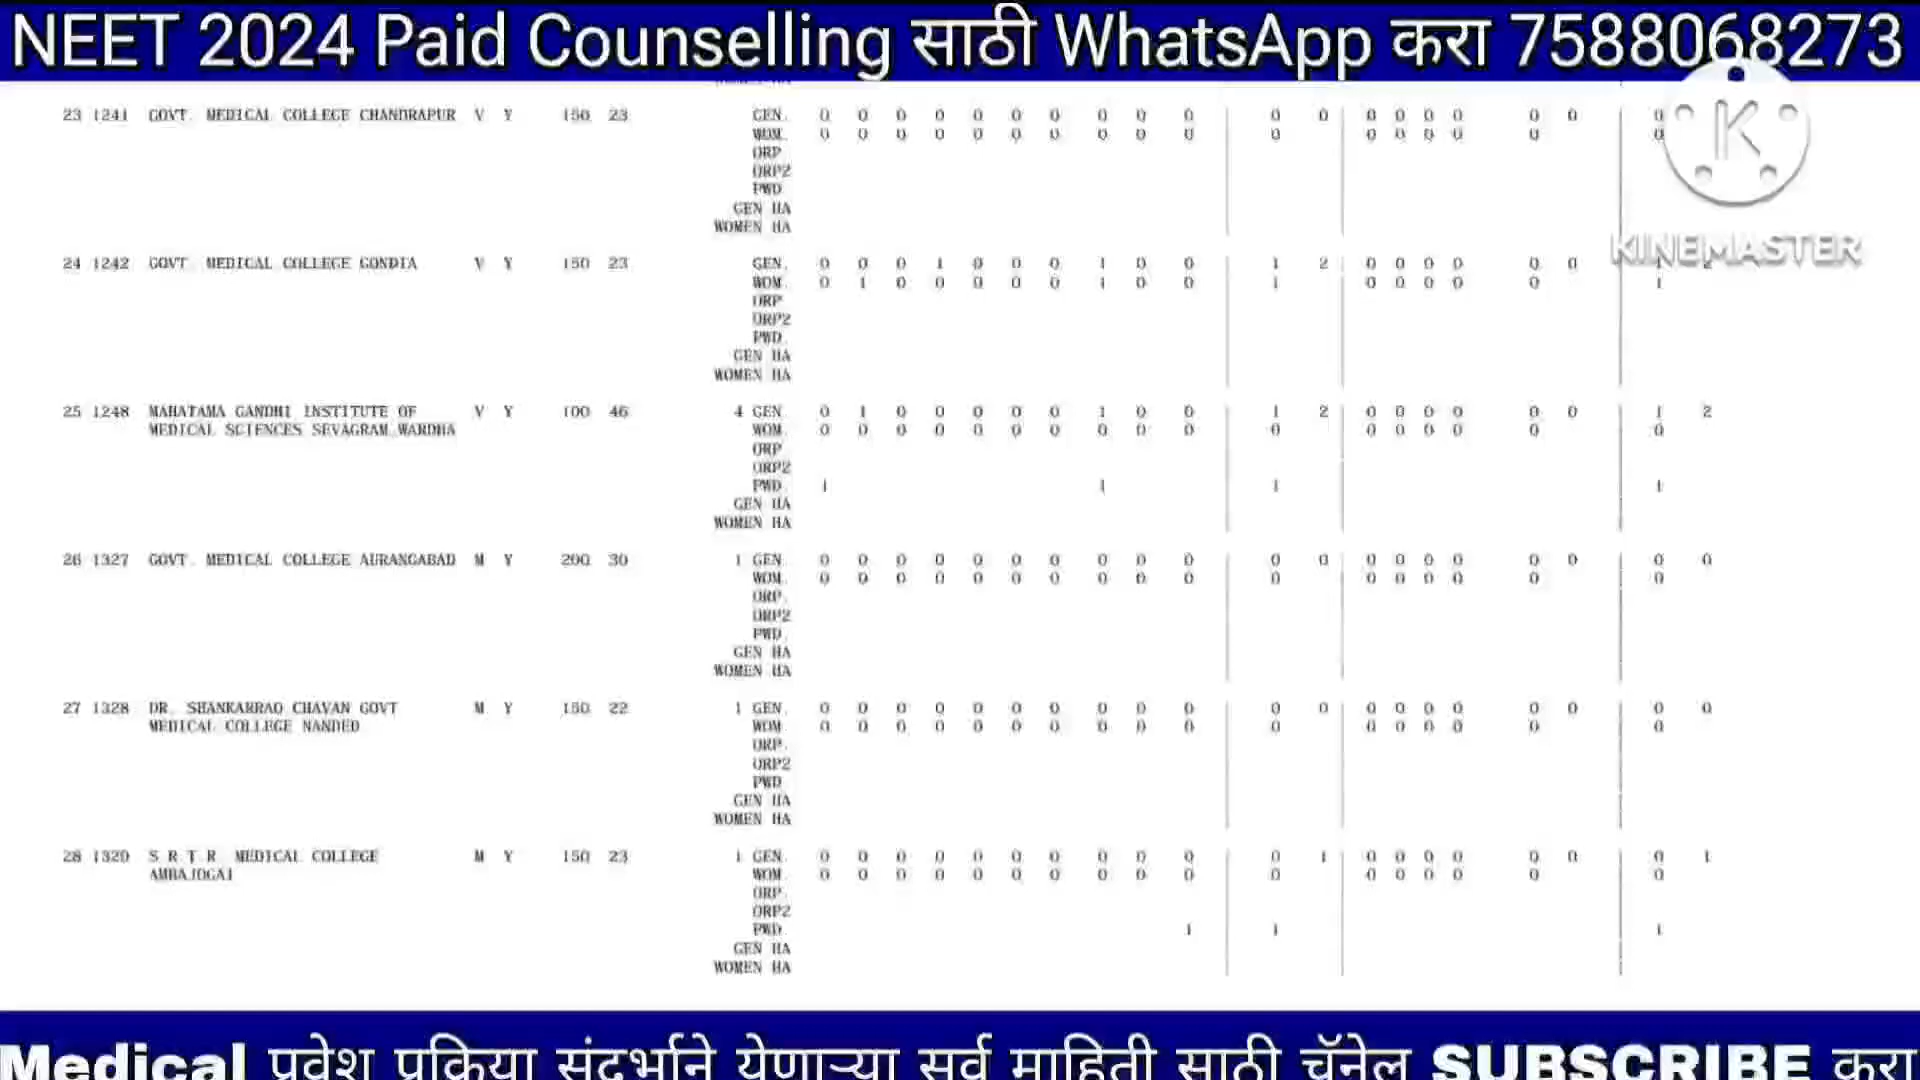 NEET 2024 Paid Counselling साठी WhatsApp करा 7588068273
23 1241 GOVT. MEDICAL COLLEGE CHANDRAPUR V Y 150 23 GEN. 0 0 0 0 0 0 0 0 0 0 0 0 0 0 0 0 0 0 0
WOM. 0 0 0 0 0 0 0 0 0 0 0 0 0 0 0 0 0
ORP
ORP2
PWD
GEN HA
WOMEN HA
KINEMASTER
24 1242 GOVT. MEDICAL COLLEGE GONDIA V Y 150 23 GEN. 0 0 0 1 0 0 0 1 0 0 1 2 0 0 0 0 0 0 1 2
WOM. 0 1 0 0 0 0 0 1 0 0 1 0 0 0 0 0 1
ORP
ORP2
PWD.
GEN HA
WOMEN HA
25 1248 MAHATAMA GANDHI INSTITUTE OF V Y 100 46 4 GEN. 0 1 0 0 0 0 0 1 0 0 1 2 0 0 0 0 0 0 1 2
MEDICAL SCIENCES SEVAGRAM WARDHA WOM. 0 0 0 0 0 0 0 0 0 0 0 0 0 0 0 0 0
ORP
ORP2
PWD. 1 1 1 1
GEN HA
WOMEN HA
26 1327 GOVT. MEDICAL COLLEGE AURANGABAD M Y 200 30 1 GEN. 0 0 0 0 0 0 0 0 0 0 0 0 0 0 0 0 0 0 0 0
WOM. 0 0 0 0 0 0 0 0 0 0 0 0 0 0 0 0 0
ORP.
ORP2
PWD.
GEN HA
WOMEN HA
27 1328 DR. SHANKARRAO CHAVAN GOVT M Y 150 22 1 GEN. 0 0 0 0 0 0 0 0 0 0 0 0 0 0 0 0 0 0 0 0
MEDICAL COLLEGE NANDED WOM 0 0 0 0 0 0 0 0 0 0 0 0 0 0 0 0 0
ORP.
ORP2
PWD
GEN HA
WOMEN HA
28 1329 S R T R MEDICAL COLLEGE M Y 150 23 1 GEN. 0 0 0 0 0 0 0 0 0 0 0 1 0 0 0 0 0 0 0 1
AMBAJOGAI WOM. 0 0 0 0 0 0 0 0 0 0 0 0 0 0 0 0 0
ORP.
ORP2
PWD. 1 1 1
GEN HA
WOMEN HA
Medical प्रवेश प्रक्रिया संदर्भाने येणाऱ्या सर्व माहिती साठी चॅनेल SUBSCRIBE करा